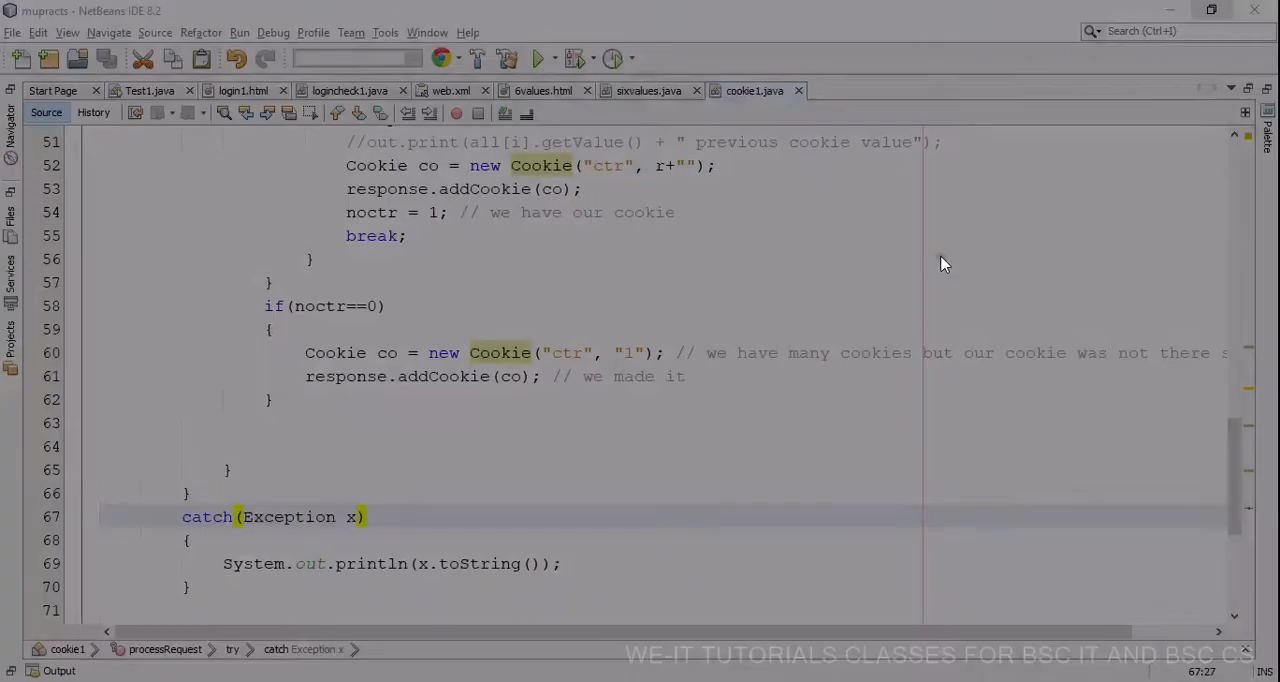 mupracts - NetBeans IDE 8.2
File Edit View Navigate Source Refactor Run Debug Profile Team Tools Window Help
Search (Ctrl+I)
Start Page Test1.java login1.html logincheck1.java web.xml 6values.html sixvalues.java cookie1.java
Source History
Navigator
Files
Services
Projects
Palette
51 //out.print(all[i].getValue() + " previous cookie value");
52 Cookie co = new Cookie("ctr", r+"");
53 response.addCookie(co);
54 noctr = 1; // we have our cookie
55 break;
56 }
57 }
58 if(noctr==0)
59 {
60 Cookie co = new Cookie("ctr", "1"); // we have many cookies but our cookie was not there s
61 response.addCookie(co); // we made it
62 }
63
64
65 }
66 }
67 catch(Exception x)
68 {
69 System.out.println(x.toString());
70 }
71
cookie1 processRequest try catch Exception x
WE-IT TUTORIALS CLASSES FOR BSC IT AND BSC CS
Output 67:27 INS